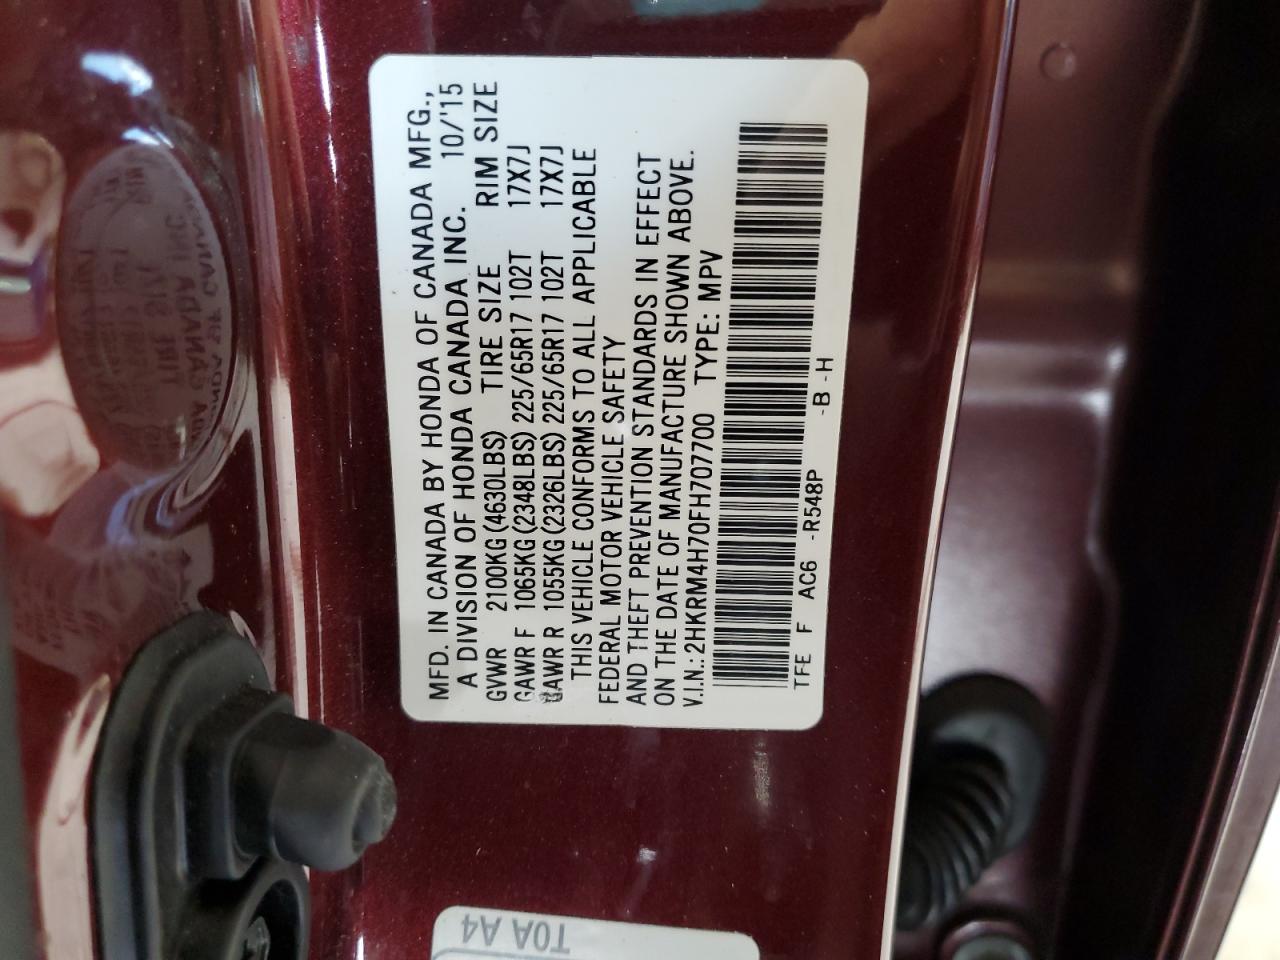 MFD. IN CANADA BY HONDA OF CANADA MFG.,
A DIVISION OF HONDA CANADA INC. 10/'15
GVWR 2100KG(4630LBS) TIRE SIZE RIM SIZE
GAWR F 1065KG(2348LBS) 225/65R17 102T 17X7J
GAWR R 1055KG(2326LBS) 225/65R17 102T 17X7J
THIS VEHICLE CONFORMS TO ALL APPLICABLE
FEDERAL MOTOR VEHICLE SAFETY
AND THEFT PREVENTION STANDARDS IN EFFECT
ON THE DATE OF MANUFACTURE SHOWN ABOVE.
V.I.N.:2HKRM4H70FH707700 TYPE: MPV
TFE F AC6 -R548P -B-H
T0A A4